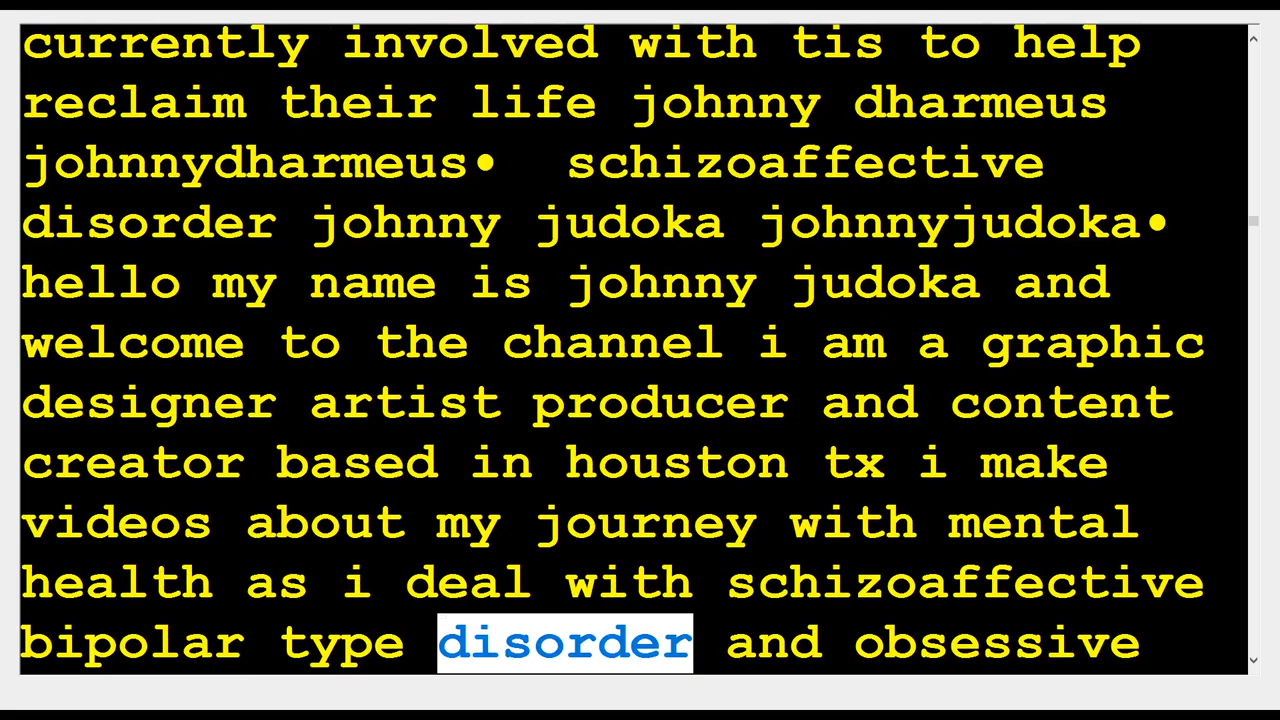 currently involved with tis to help
reclaim their life johnny dharmeus
johnnydharmeus•  schizoaffective
disorder johnny judoka johnnyjudoka•
hello my name is johnny judoka and
welcome to the channel i am a graphic
designer artist producer and content
creator based in houston tx i make
videos about my journey with mental
health as i deal with schizoaffective
bipolar type disorder and obsessive